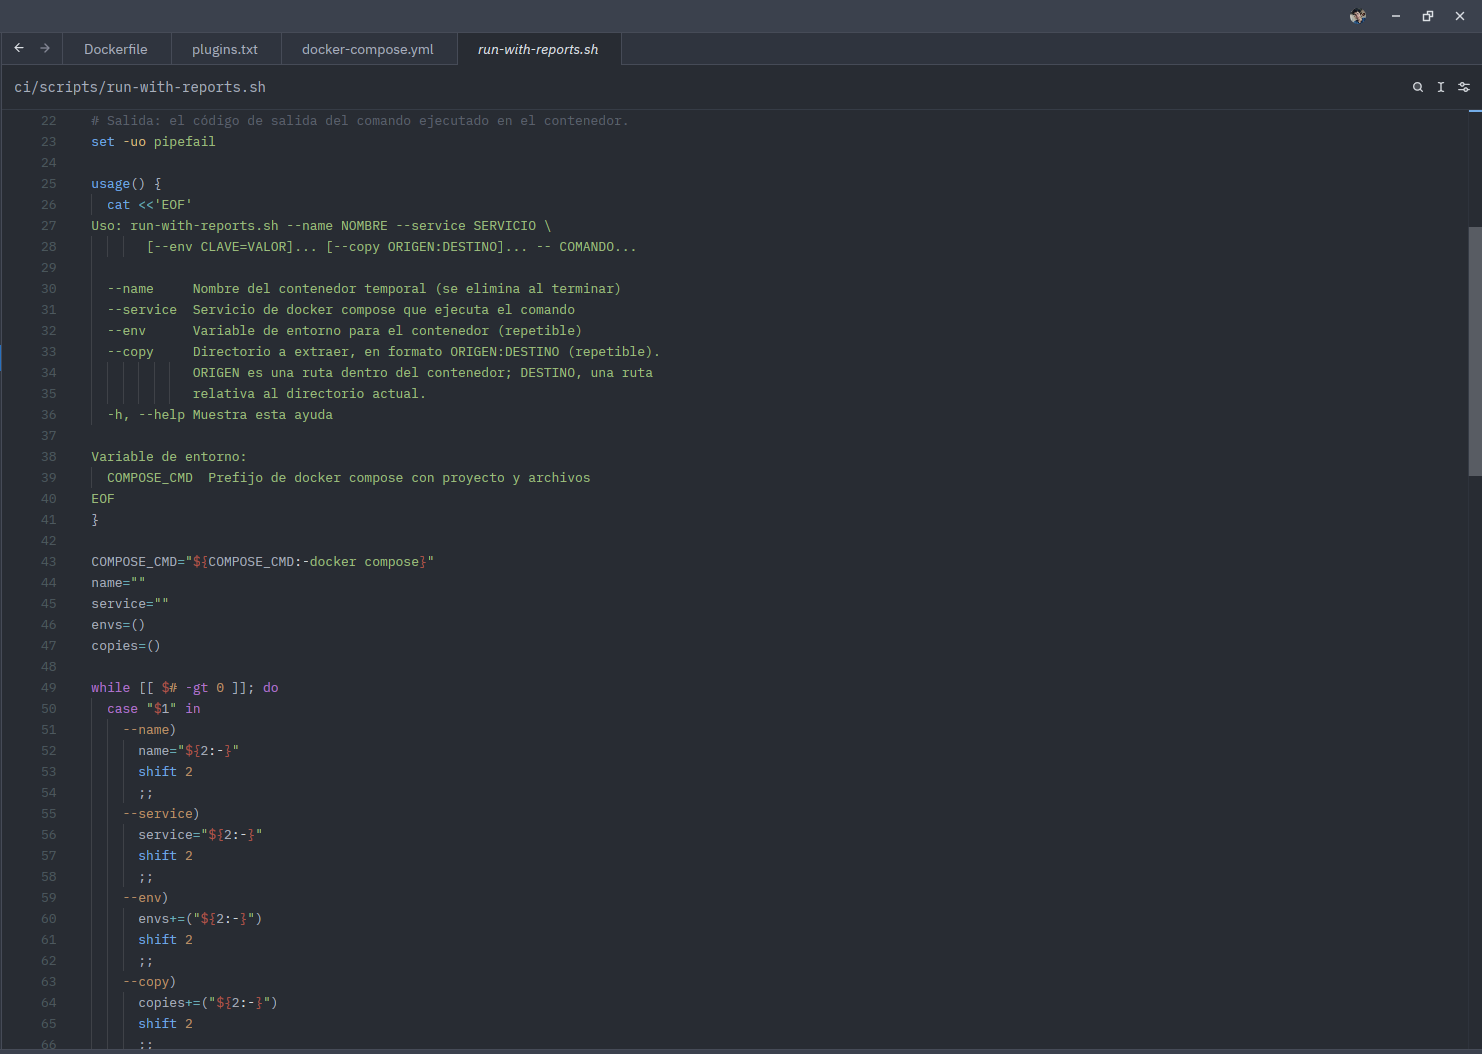 Dockerfile plugins.txt docker-compose.yml run-with-reports.sh
ci/scripts/run-with-reports.sh
22 # Salida: el código de salida del comando ejecutado en el contenedor.
23 set -uo pipefail
24
25 usage() {
26   cat <<'EOF'
27 Uso: run-with-reports.sh --name NOMBRE --service SERVICIO \
28        [--env CLAVE=VALOR]... [--copy ORIGEN:DESTINO]... -- COMANDO...
29
30   --name     Nombre del contenedor temporal (se elimina al terminar)
31   --service  Servicio de docker compose que ejecuta el comando
32   --env      Variable de entorno para el contenedor (repetible)
33   --copy     Directorio a extraer, en formato ORIGEN:DESTINO (repetible).
34              ORIGEN es una ruta dentro del contenedor; DESTINO, una ruta
35              relativa al directorio actual.
36   -h, --help Muestra esta ayuda
37
38 Variable de entorno:
39   COMPOSE_CMD  Prefijo de docker compose con proyecto y archivos
40 EOF
41 }
42
43 COMPOSE_CMD="${COMPOSE_CMD:-docker compose}"
44 name=""
45 service=""
46 envs=()
47 copies=()
48
49 while [[ $# -gt 0 ]]; do
50   case "$1" in
51     --name)
52       name="${2:-}"
53       shift 2
54       ;;
55     --service)
56       service="${2:-}"
57       shift 2
58       ;;
59     --env)
60       envs+=("${2:-}")
61       shift 2
62       ;;
63     --copy)
64       copies+=("${2:-}")
65       shift 2
66       ;;